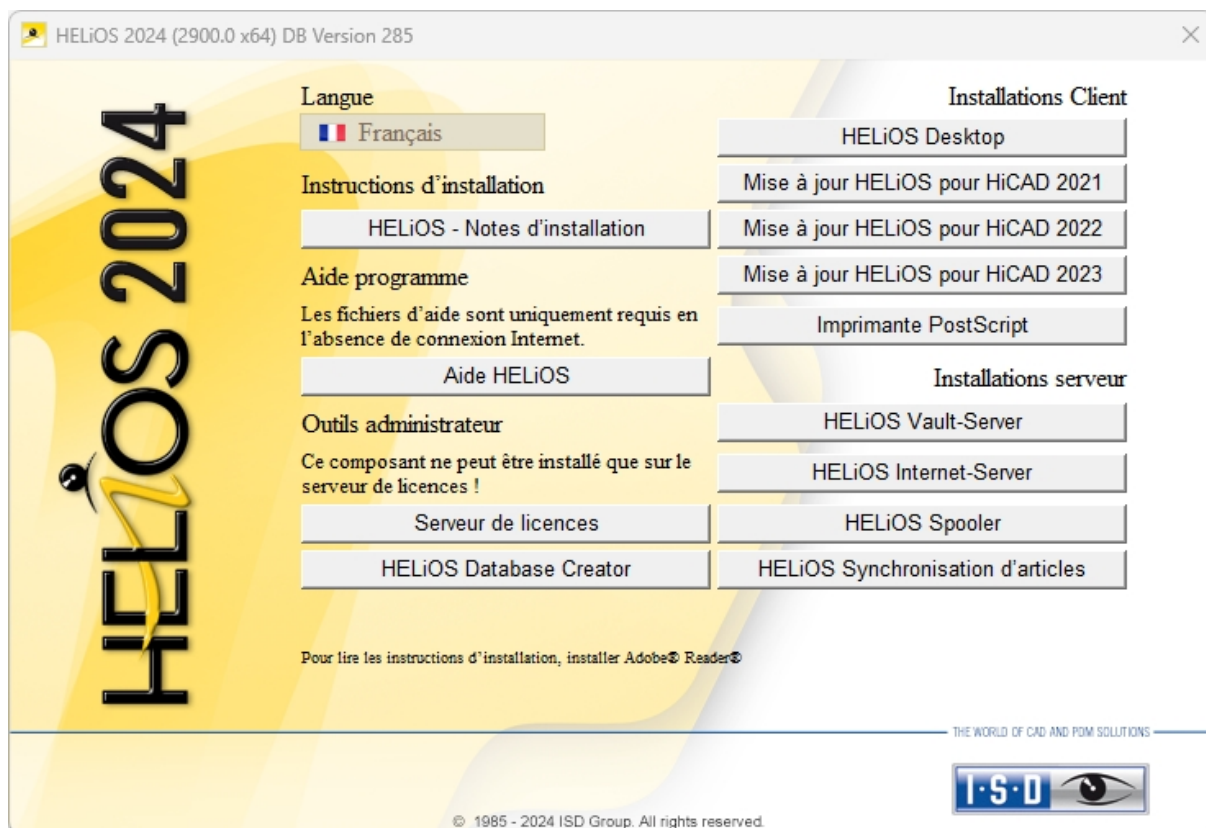 HELiOS 2024 (2900.0 x64) DB Version 285
HELiOS 2024
Langue
Français
Instructions d'installation
HELiOS - Notes d'installation
Aide programme
Les fichiers d'aide sont uniquement requis en
l'absence de connexion Internet.
Aide HELiOS
Outils administrateur
Ce composant ne peut être installé que sur le
serveur de licences !
Serveur de licences
HELiOS Database Creator
Installations Client
HELiOS Desktop
Mise à jour HELiOS pour HiCAD 2021
Mise à jour HELiOS pour HiCAD 2022
Mise à jour HELiOS pour HiCAD 2023
Imprimante PostScript
Installations serveur
HELiOS Vault-Server
HELiOS Internet-Server
HELiOS Spooler
HELiOS Synchronisation d'articles
Pour lire les instructions d'installation, installer Adobe® Reader®
THE WORLD OF CAD AND PDM SOLUTIONS
I·S·D
© 1985 - 2024 ISD Group. All rights reserved.